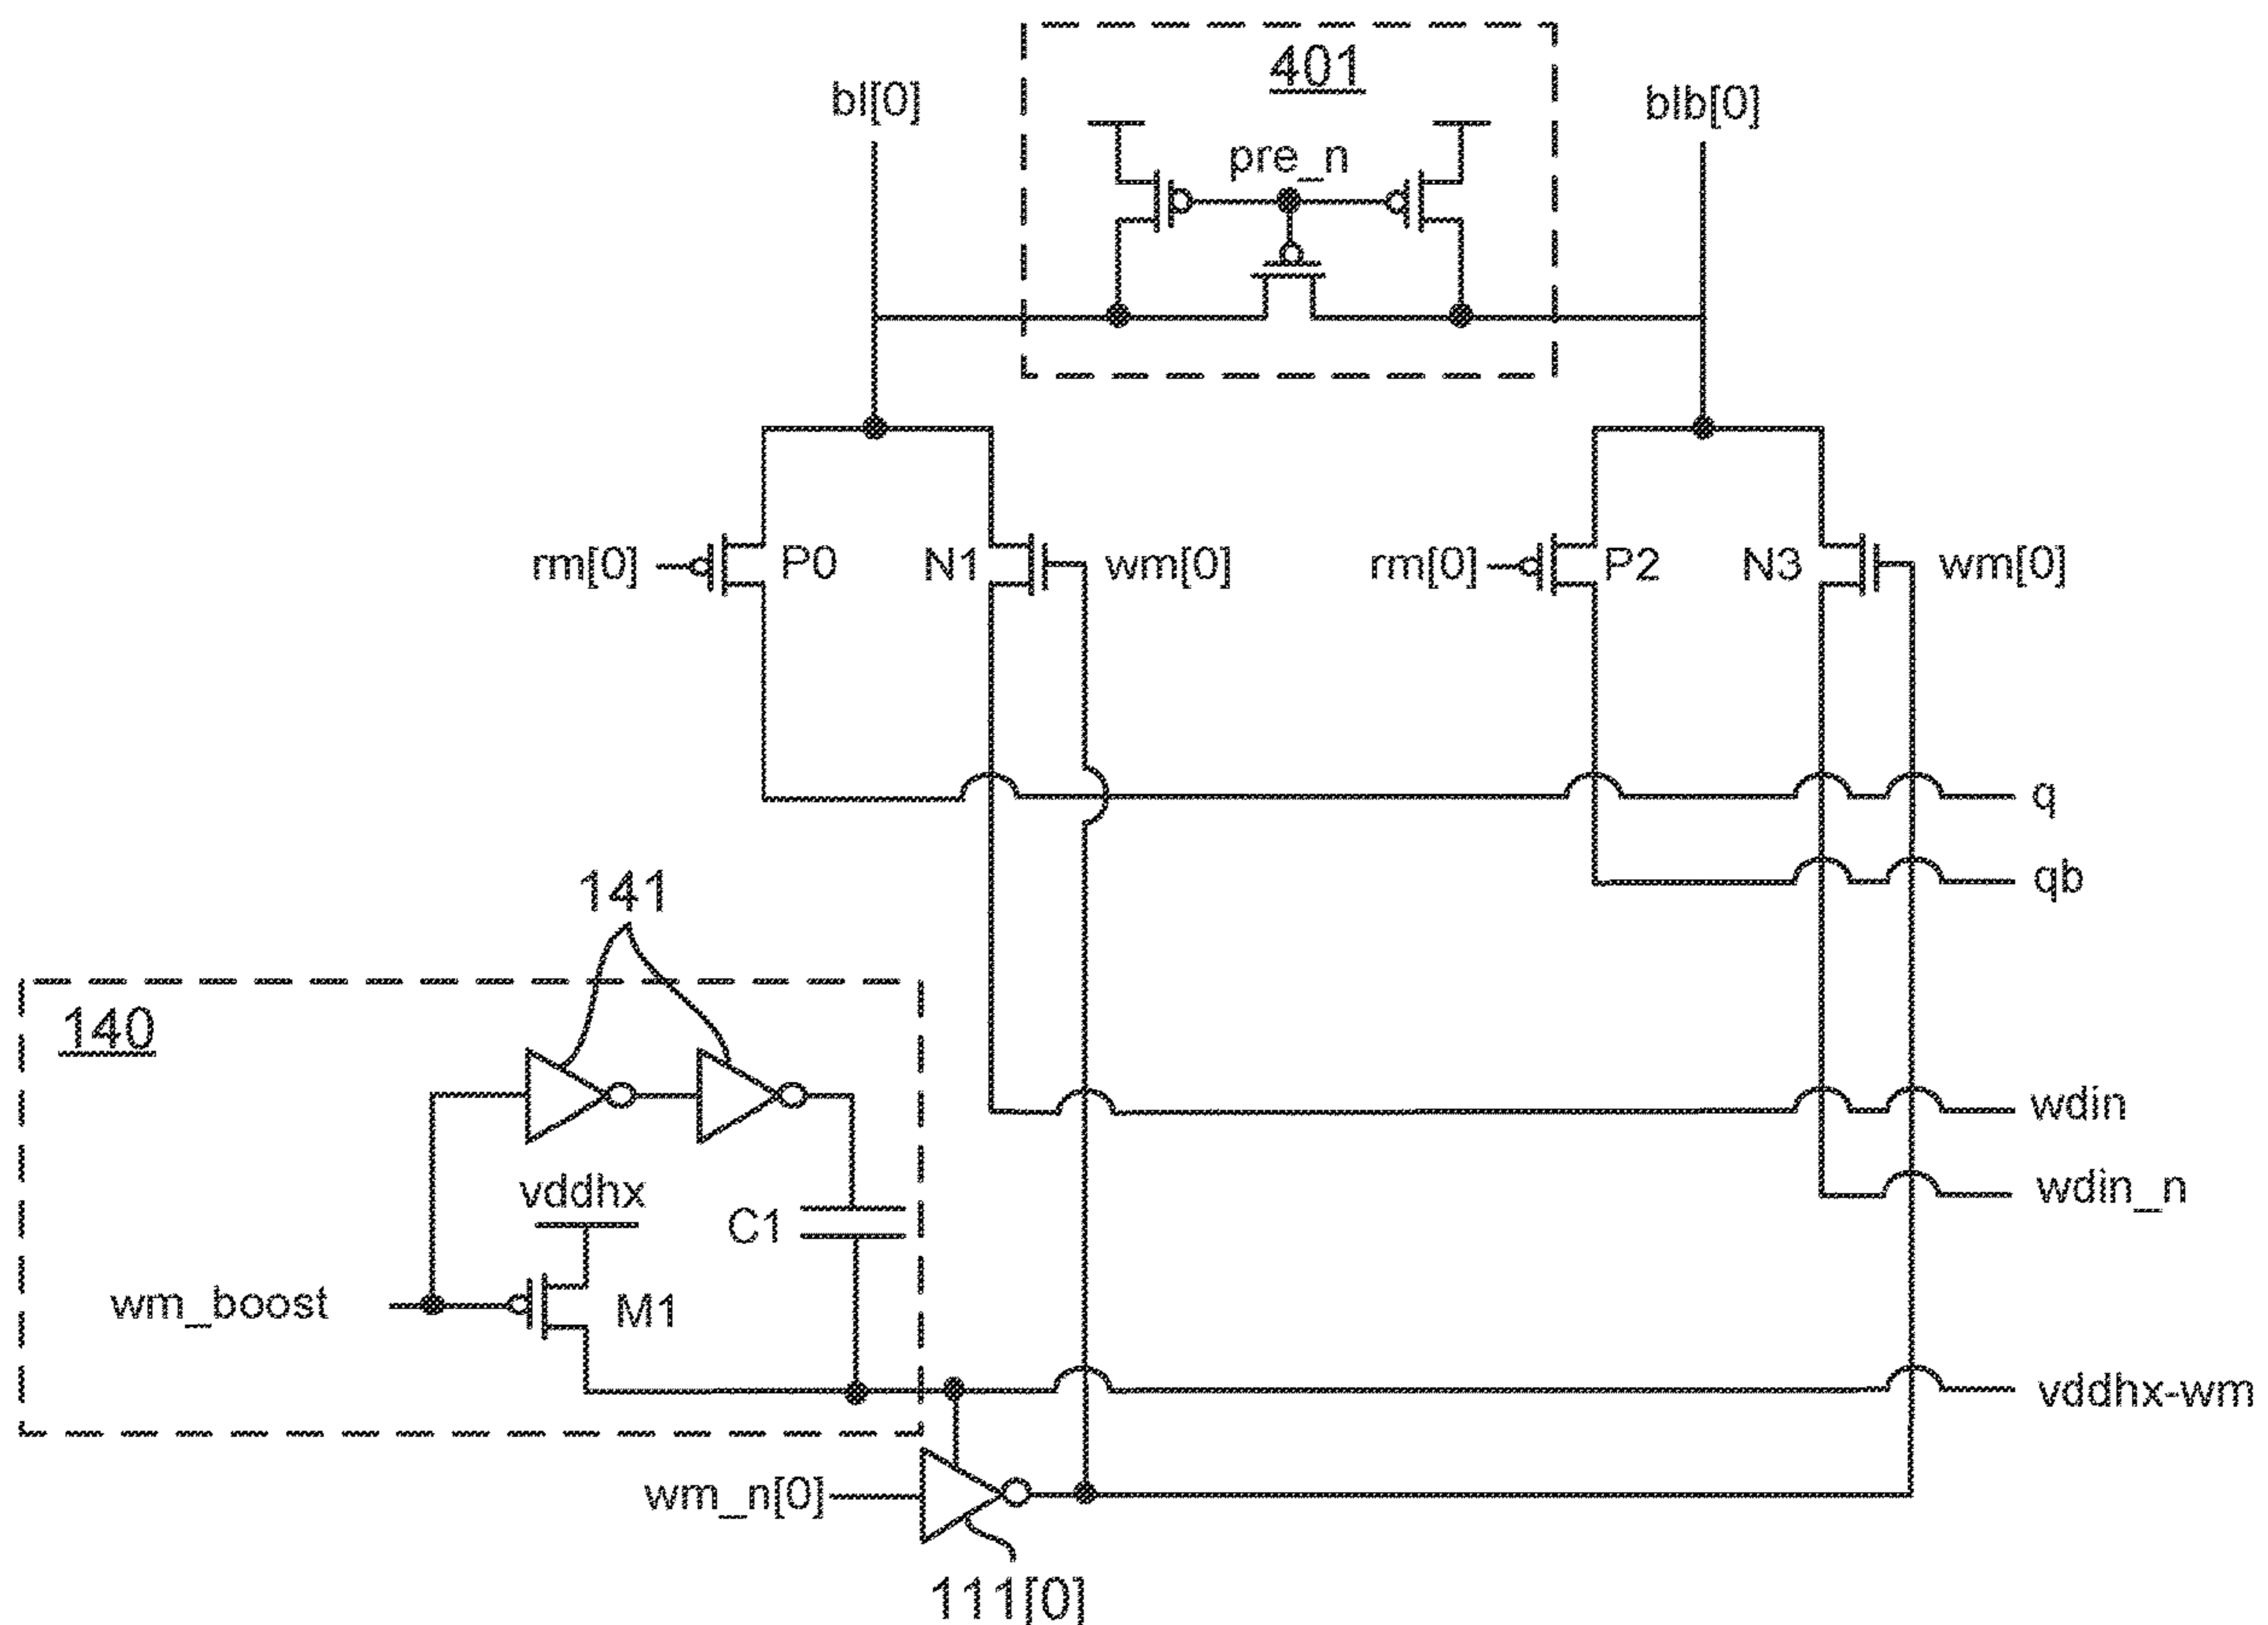 401
bl[0]
blb[0]
pre_n
rm[0]
P0
N1
wm[0]
rm[0]
P2
N3
wm[0]
q
qb
141
140
wdin
vddhx
wdin_n
C1
wm_boost
M1
vddhx-wm
wm_n[0]
111[0]